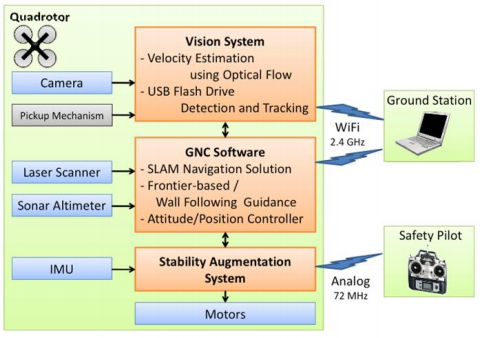 Quadrotor
Vision System
- Velocity Estimation
using Optical Flow
- USB Flash Drive
Detection and Tracking
Camera
Pickup Mechanism
Ground Station
WiFi
2.4 GHz
GNC Software
- SLAM Navigation Solution
- Frontier-based /
Wall Following Guidance
- Attitude/Position Controller
Laser Scanner
Sonar Altimeter
Safety Pilot
IMU
Stability Augmentation
System
Analog
72 MHz
Motors